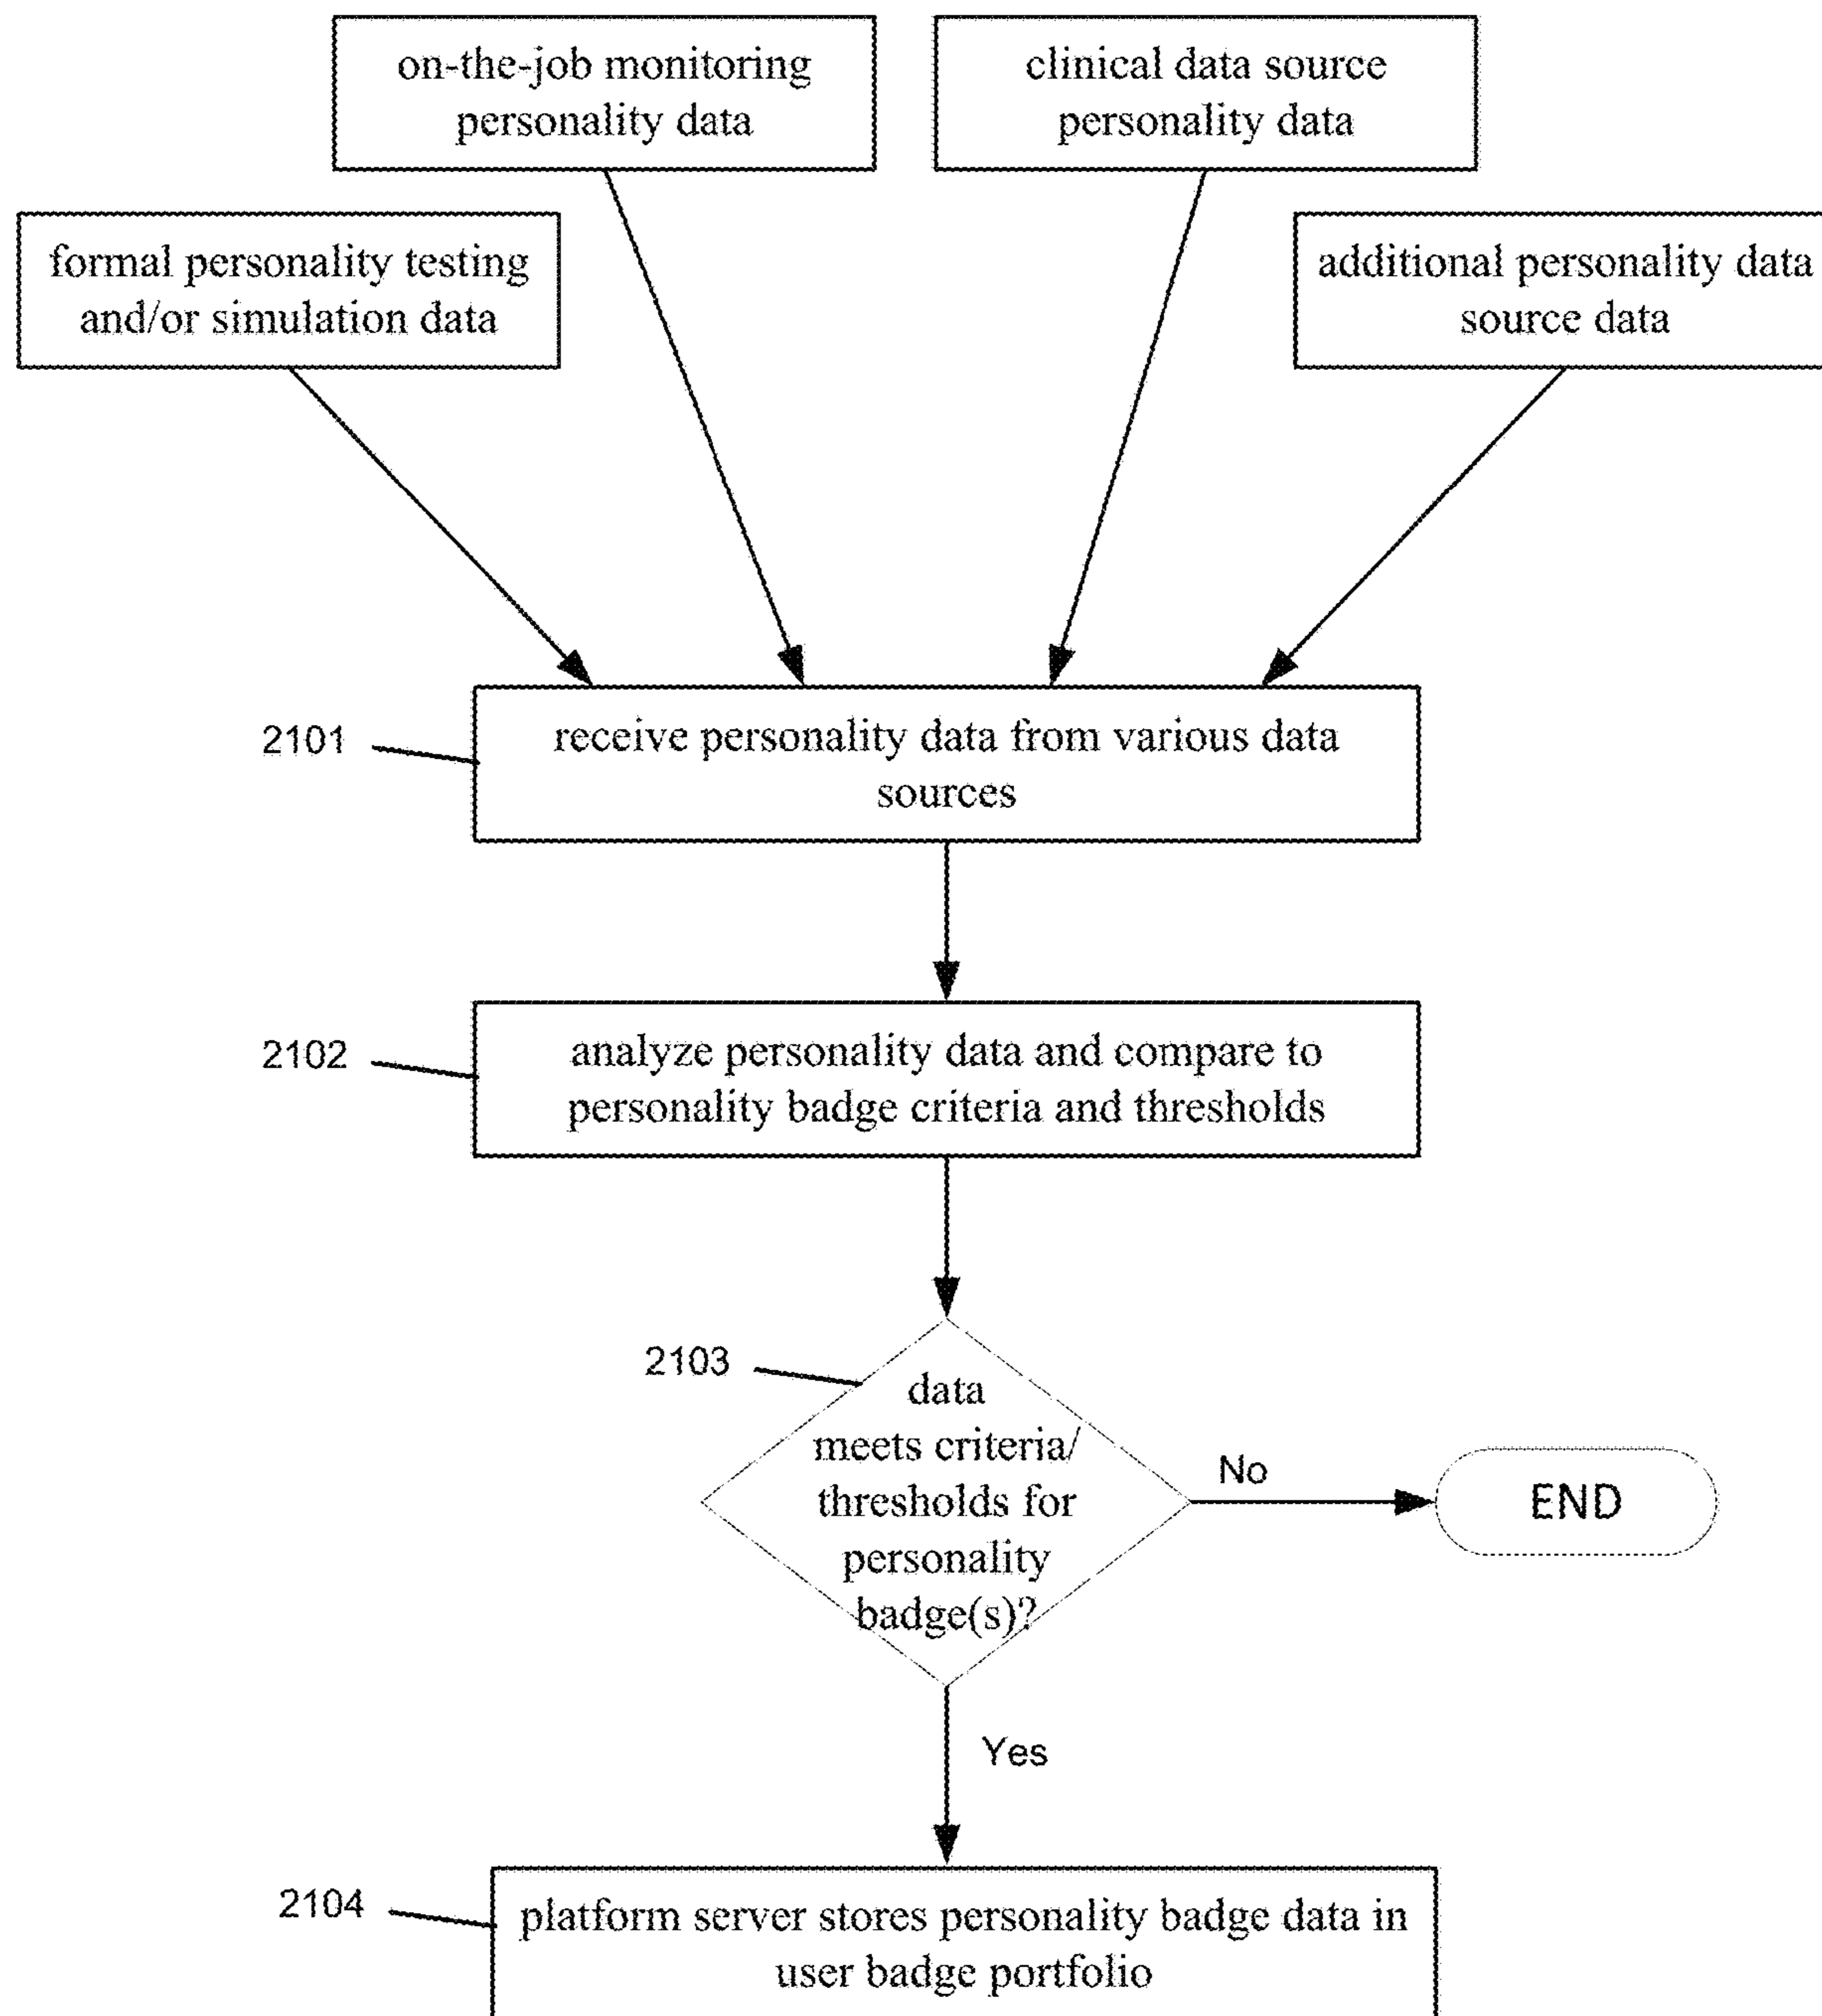 on-the-job monitoring
personality data
clinical data source
personality data
formal personality testing
and/or simulation data
additional personality data
source data
2101
receive personality data from various data
sources
2102
analyze personality data and compare to
personality badge criteria and thresholds
2103
data
meets criteria/
thresholds for
personality
badge(s)?
No
END
Yes
2104
platform server stores personality badge data in
user badge portfolio